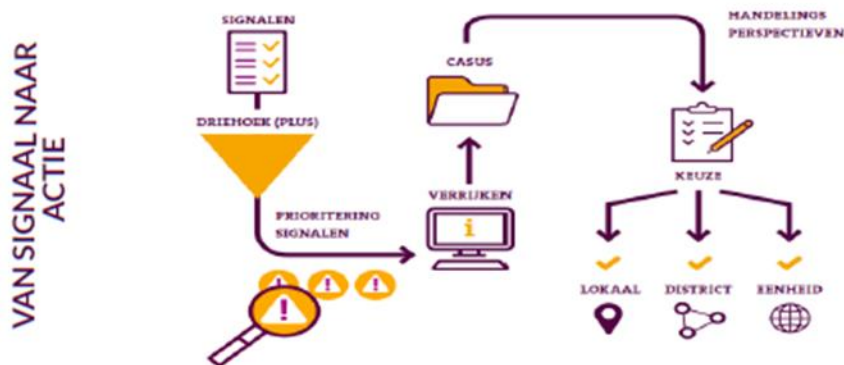 VAN SIGNAAL NAAR
ACTIE
SIGNALEN
DRIEHOEK (PLUS)
PRIORITERING
SIGNALEN
VERRIJKEN
CASUS
HANDELINGS
PERSPECTIEVEN
KEUZE
LOKAAL
DISTRICT
EENHEID